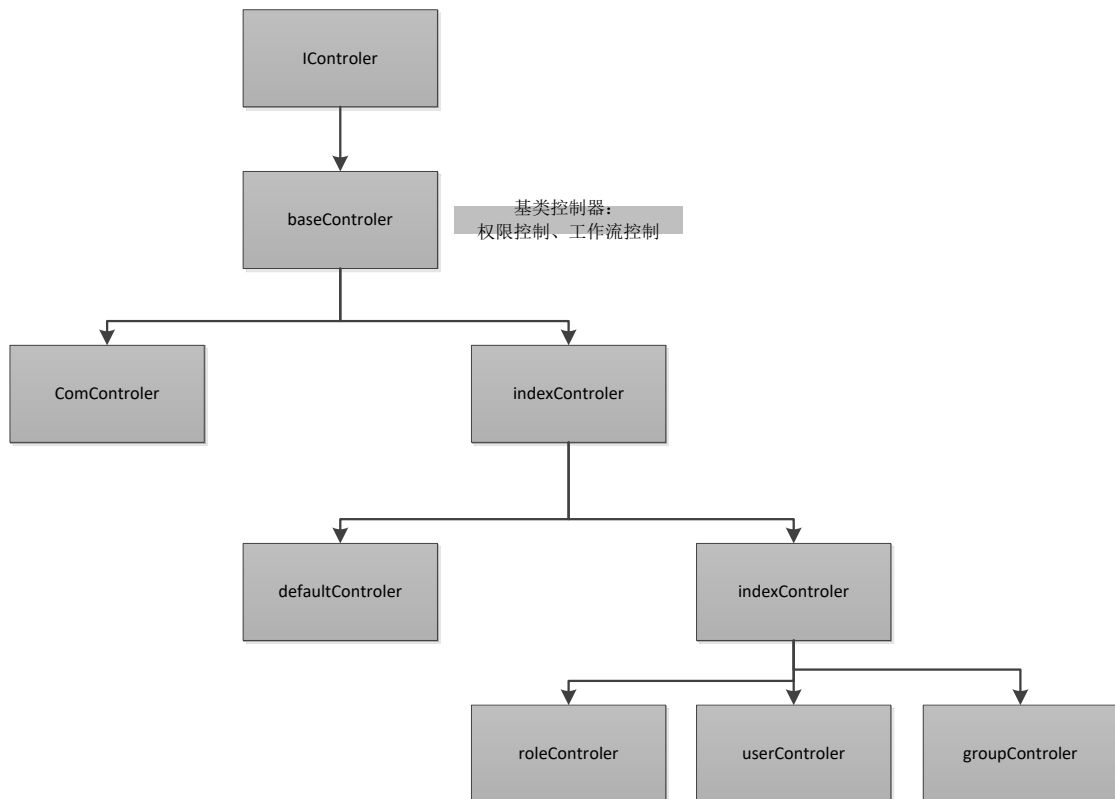 IControler
baseControler
基类控制器：
权限控制、工作流控制
ComControler
indexControler
defaultControler
indexControler
roleControler
userControler
groupControler